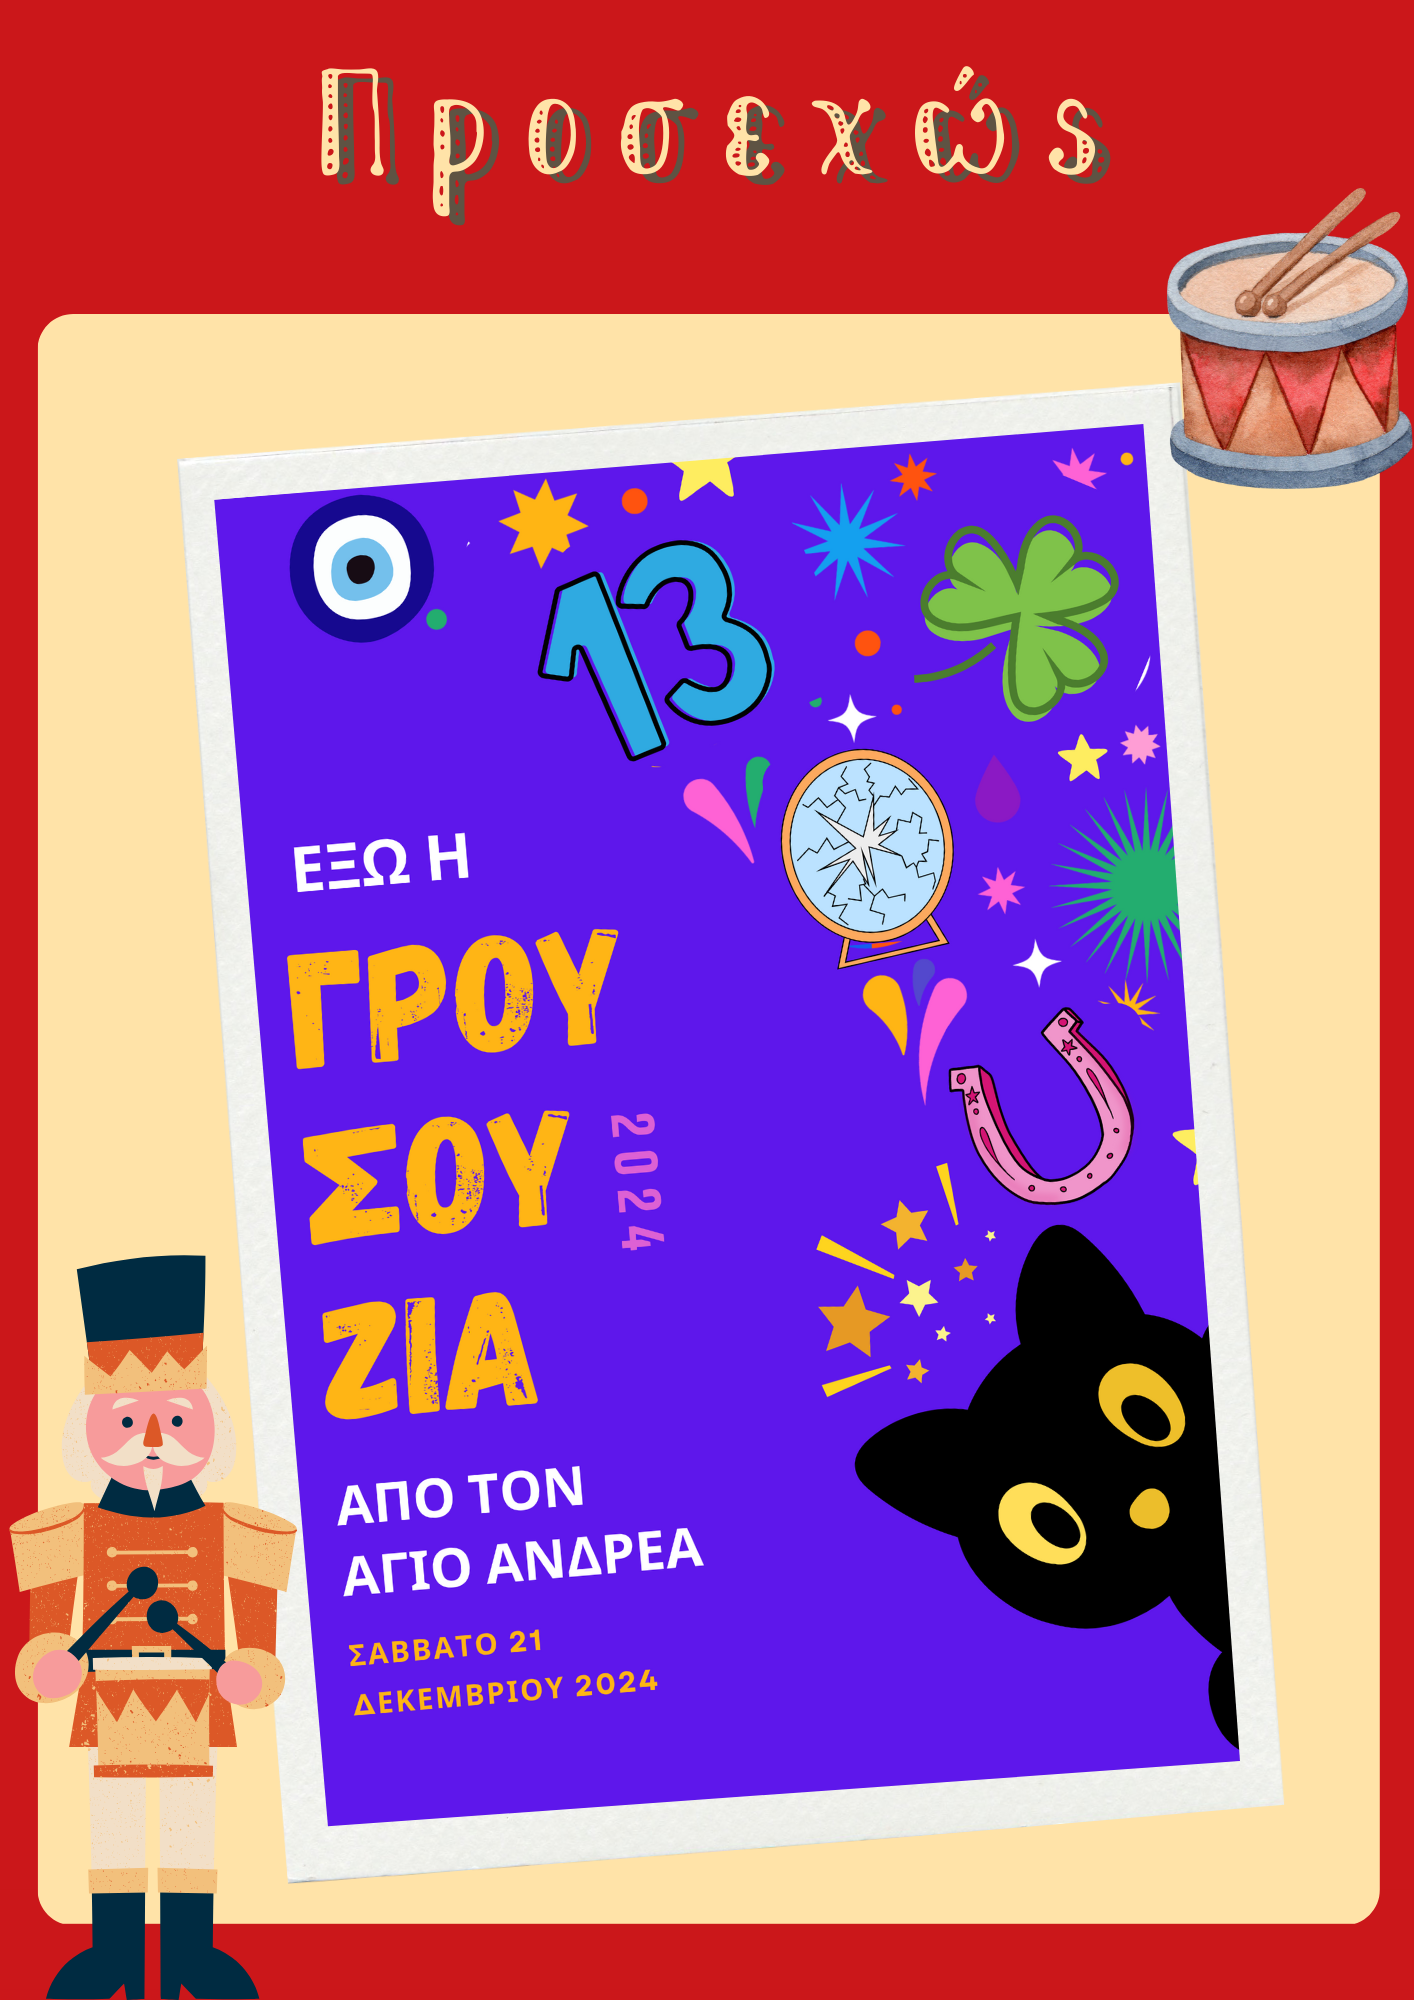 Προσεχώς
13
ΕΞΩ Η
ΓΡΟΥ
ΣΟΥ
2024
ΖΙΑ
ΑΠΟ ΤΟΝ
ΑΓΙΟ ΑΝΔΡΕΑ
ΣΑΒΒΑΤΟ 21
ΔΕΚΕΜΒΡΙΟΥ 2024